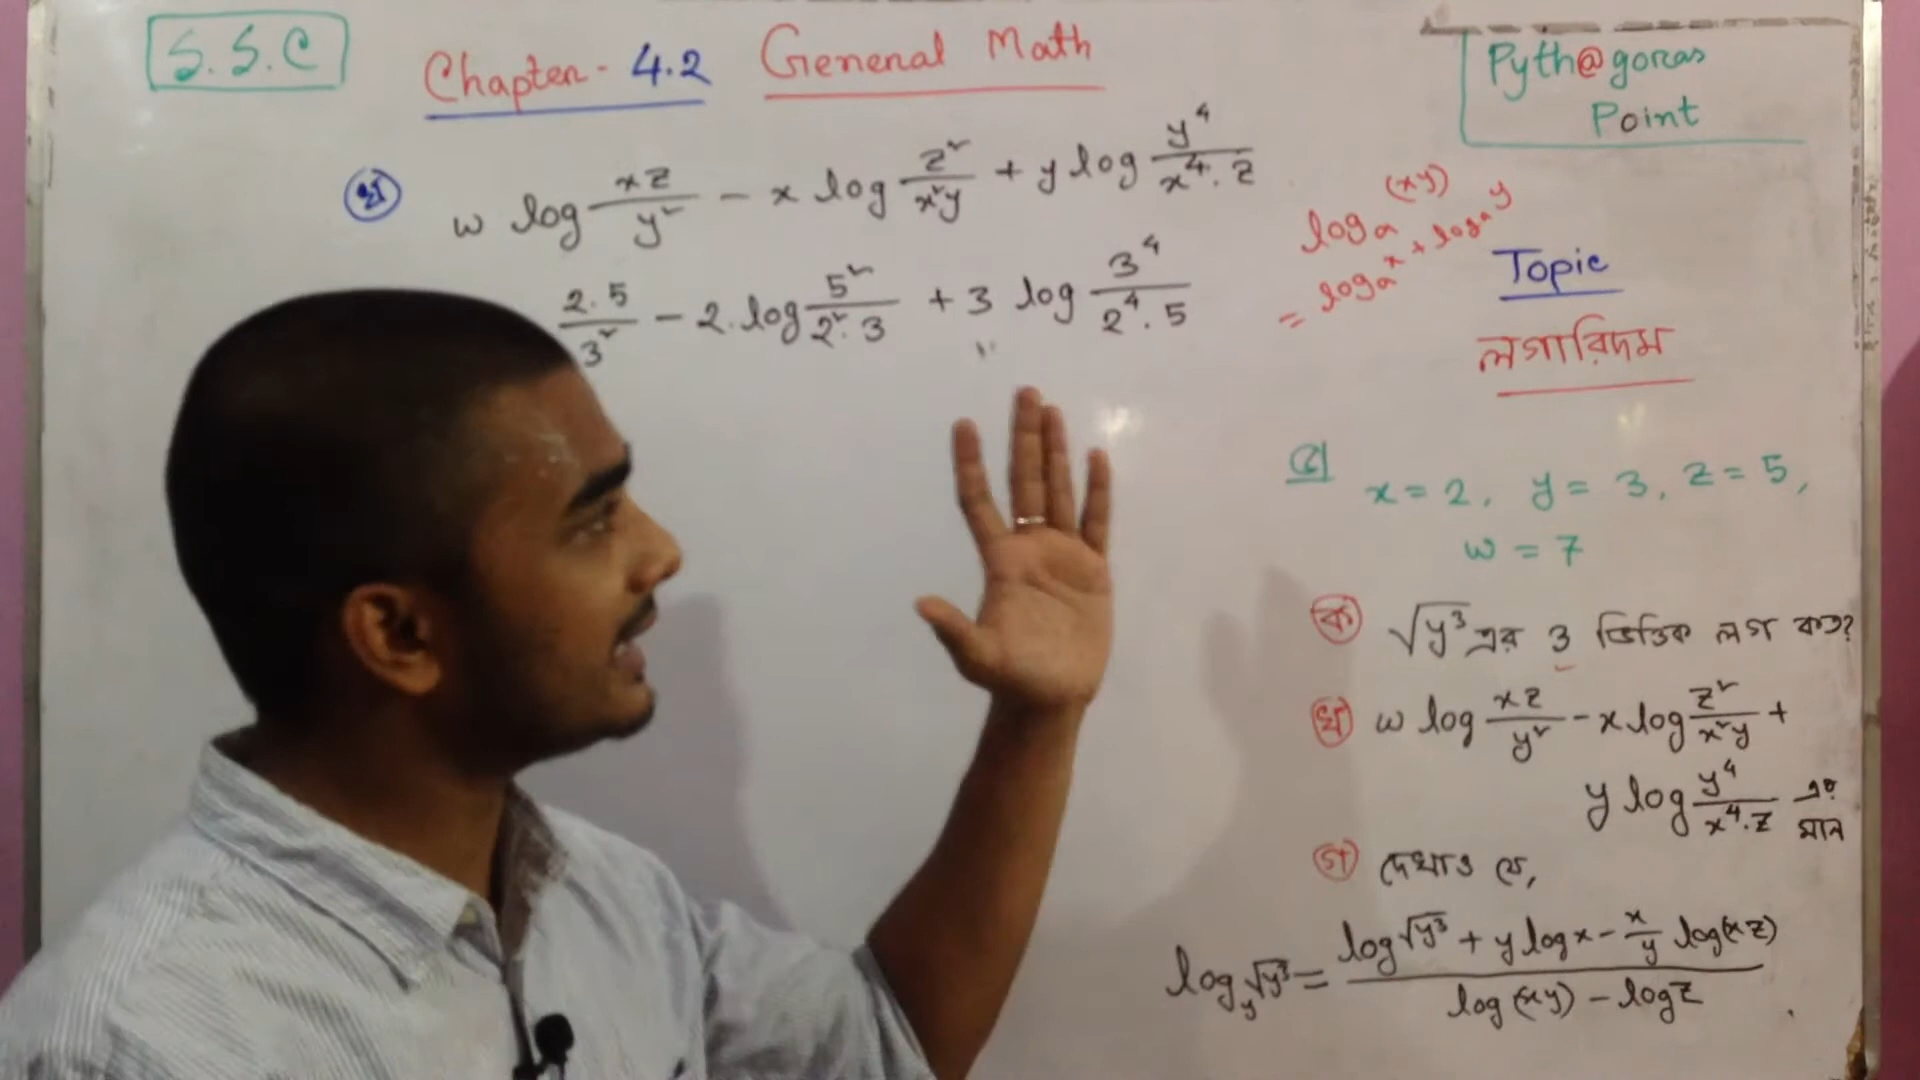 S.S.C
Chapter - 4.2 General Math
Pyth@goras
Point
খ w log xz/y² - x log z²/x²y + y log y⁴/x⁴.z
2.5/3² - 2.log 5²/2².3 + 3 log 3⁴/2⁴.5
logₐ(xy)
= logₐx + logₐy
Topic
লগারিদম
x = 2, y = 3, z = 5,
w = 7
ক √y³ এর 3 ভিত্তিক লগ কত?
খ w log xz/y² - x log z²/x²y +
y log y⁴/x⁴.z এর
মান
গ দেখাও যে,
log_y √y³ = log√y³ + y log x - x/y log(xz) / log(xy) - log z